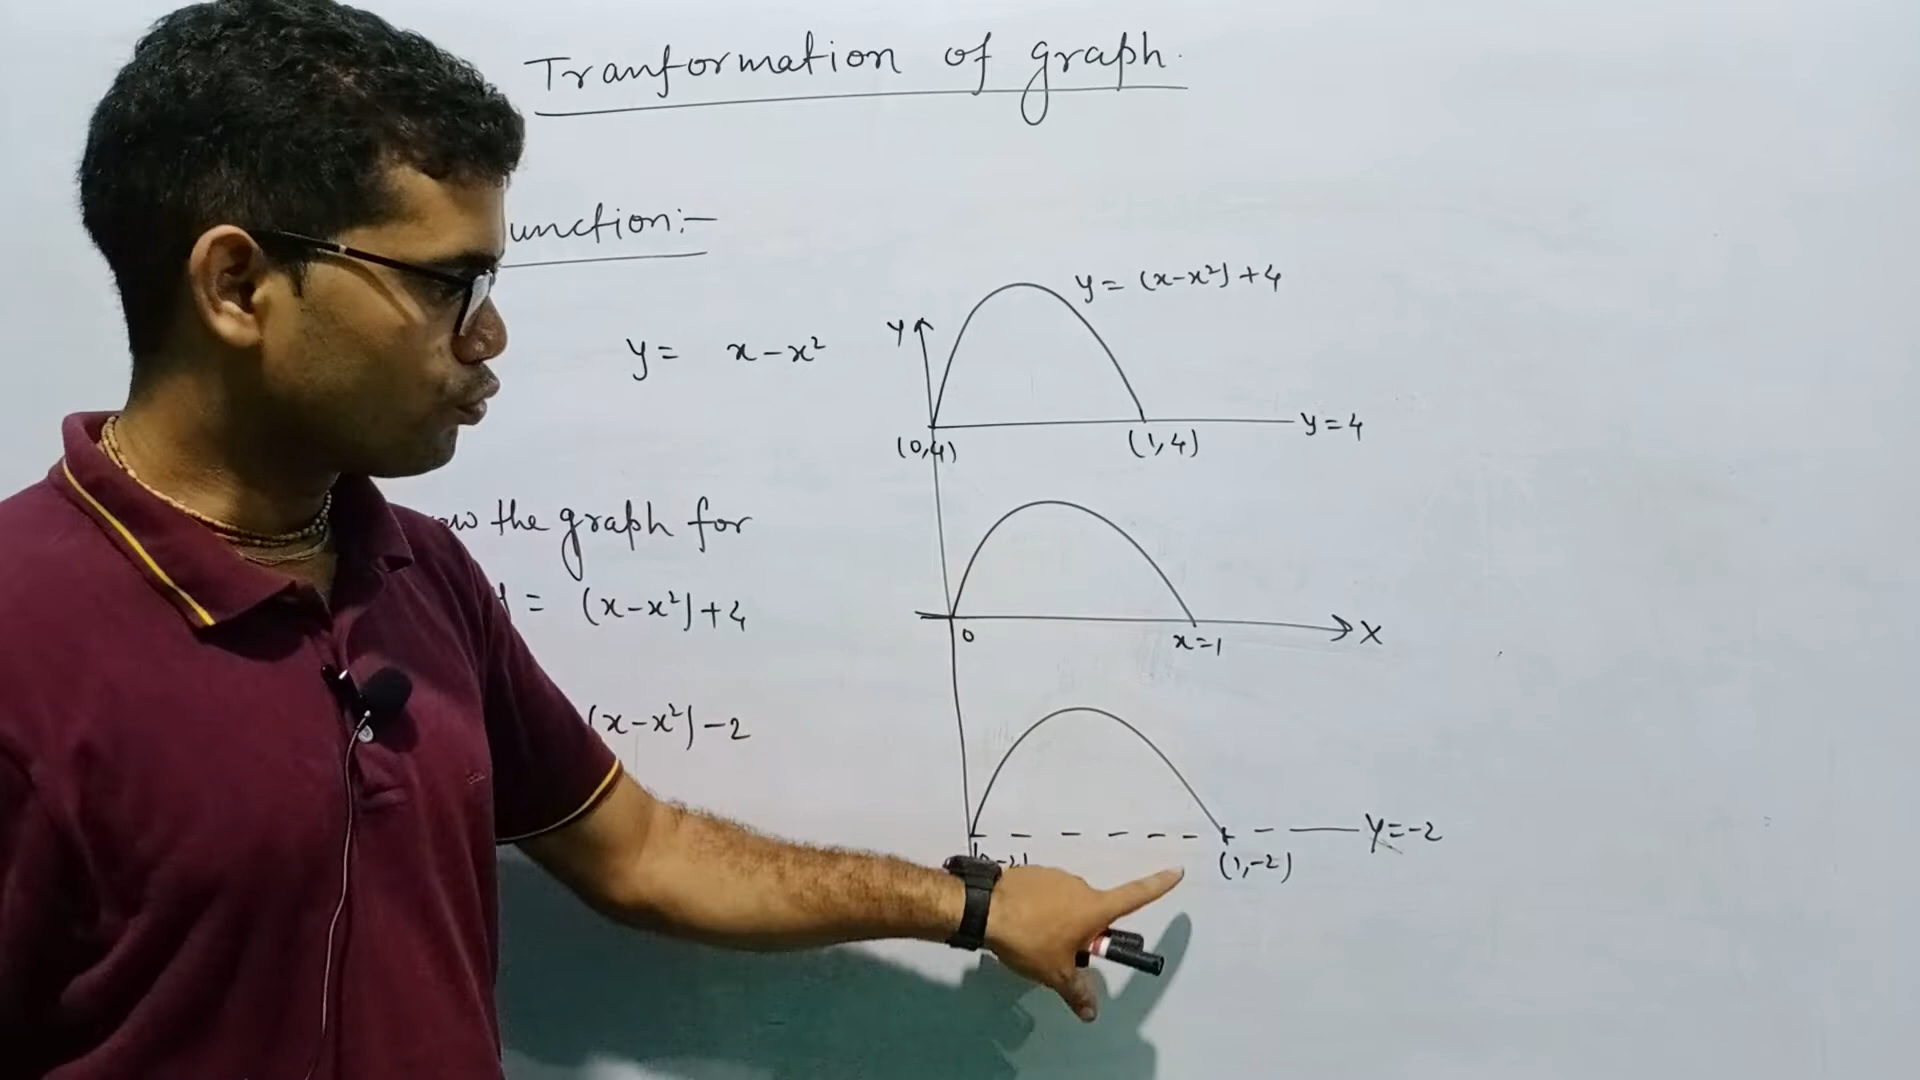 Tranformation of graph.
unction:-
y = x - x²
the graph for
= (x-x²)+4
(x-x²)-2
y = (x-x²)+4
Y
y=4
(0,4)
(1,4)
0
x=1
X
y=-2
(1,-2)